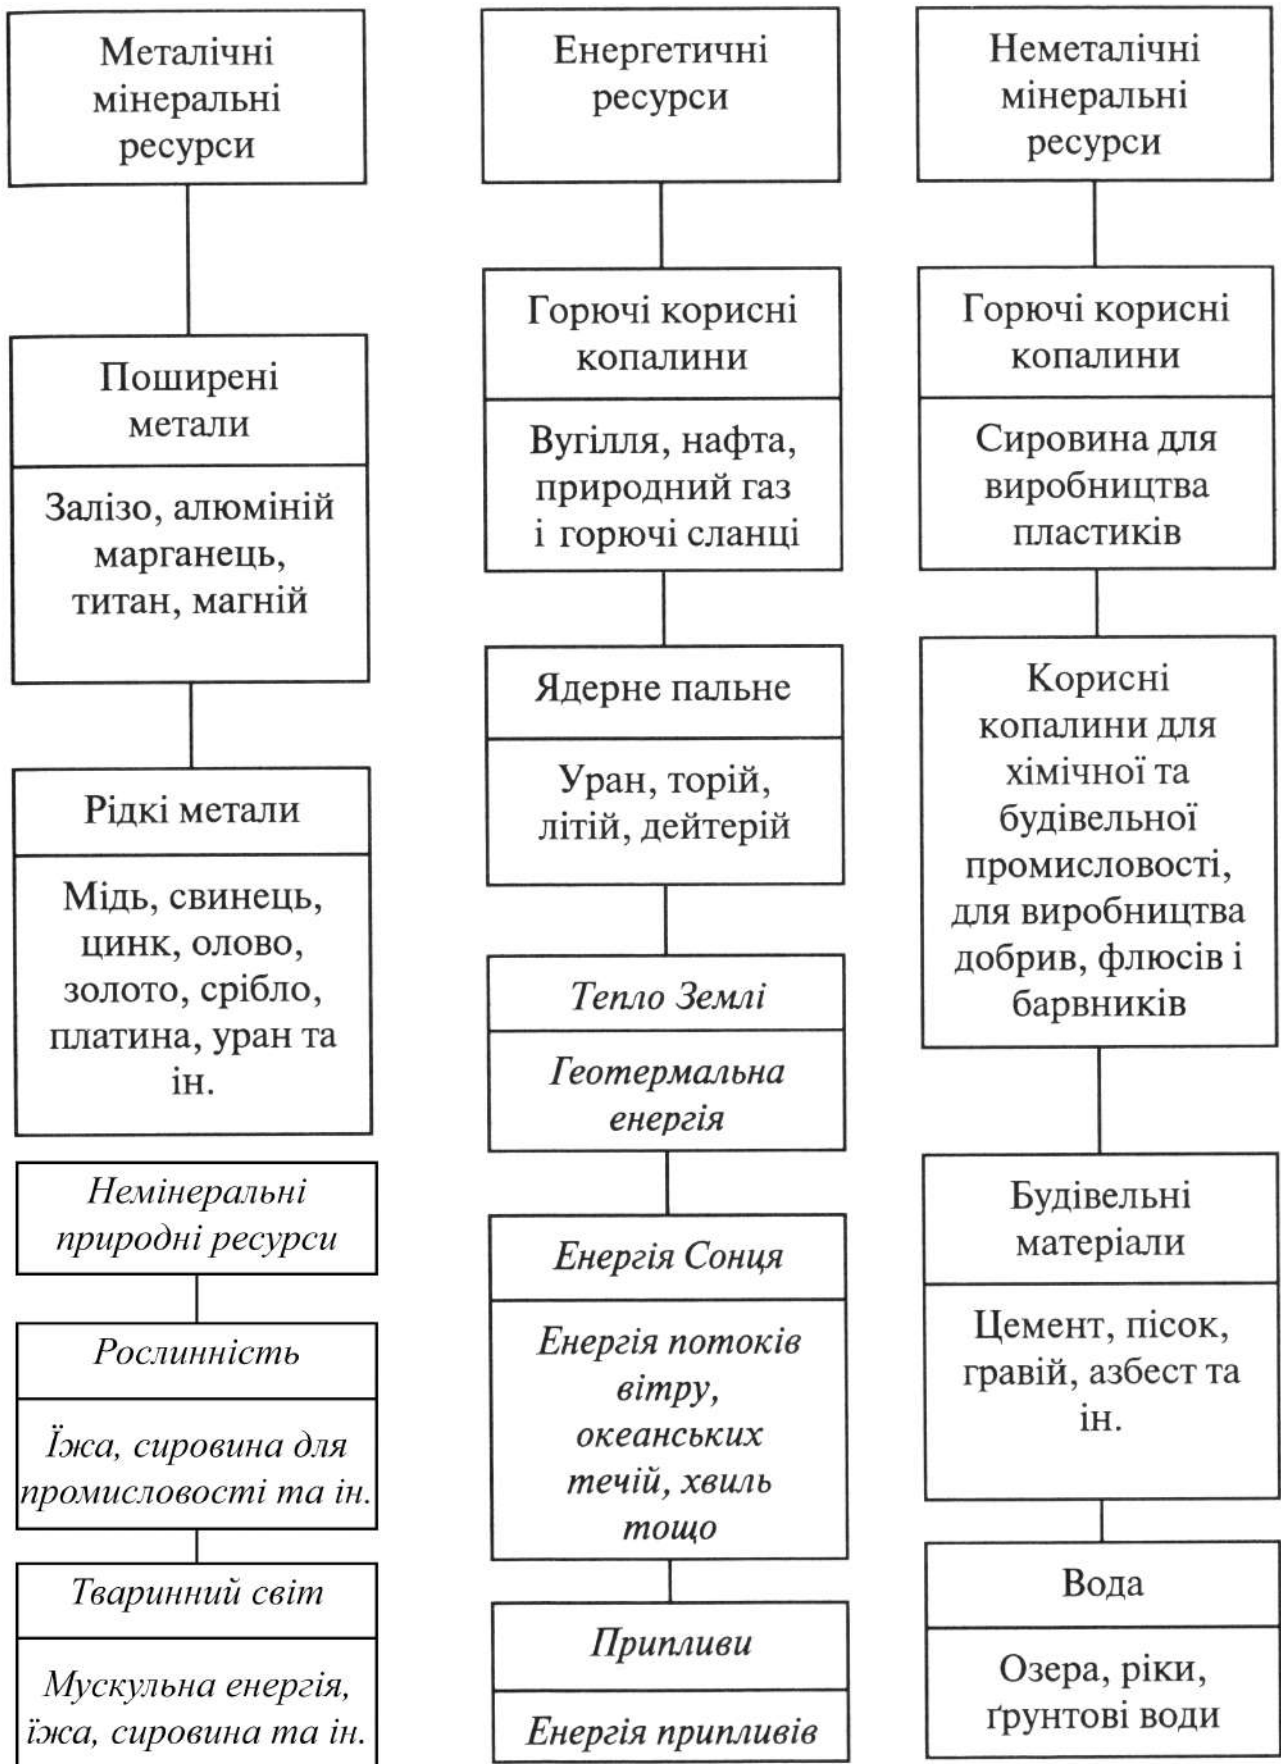 Металічні
мінеральні
ресурси
Поширені
метали
Залізо, алюміній
марганець,
титан, магній
Рідкі метали
Мідь, свинець,
цинк, олово,
золото, срібло,
платина, уран та
ін.
Немінеральні
природні ресурси
Рослинність
Їжа, сировина для
промисловості та ін.
Тваринний світ
Мускульна енергія,
їжа, сировина та ін.
Енергетичні
ресурси
Горючі корисні
копалини
Вугілля, нафта,
природний газ
і горючі сланці
Ядерне пальне
Уран, торій,
літій, дейтерій
Тепло Землі
Геотермальна
енергія
Енергія Сонця
Енергія потоків
вітру,
океанських
течій, хвиль
тощо
Припливи
Енергія припливів
Неметалічні
мінеральні
ресурси
Горючі корисні
копалини
Сировина для
виробництва
пластиків
Корисні
копалини для
хімічної та
будівельної
промисловості,
для виробництва
добрив, флюсів і
барвників
Будівельні
матеріали
Цемент, пісок,
гравій, азбест та
ін.
Вода
Озера, ріки,
ґрунтові води